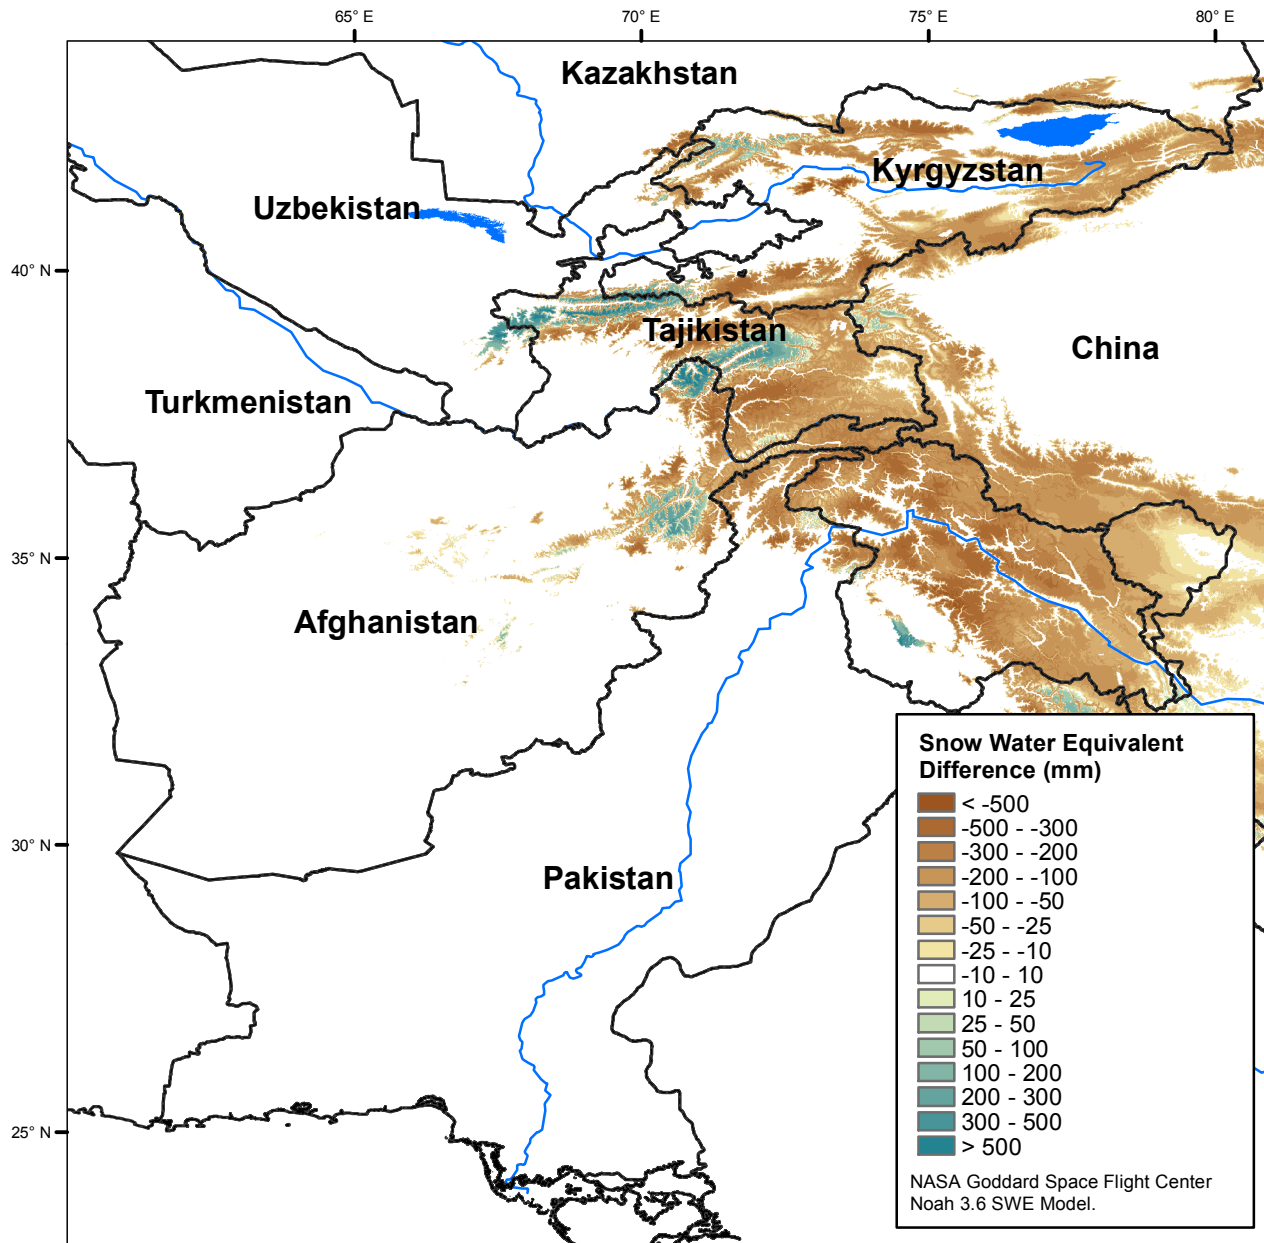 65° E
70° E
75° E
80° E
Kazakhstan
Kyrgyzstan
Uzbekistan
40° N
Tajikistan
China
Turkmenistan
35° N
Afghanistan
Snow Water Equivalent
Difference (mm)
< -500
-500 - -300
-300 - -200
-200 - -100
-100 - -50
-50 - -25
-25 - -10
-10 - 10
10 - 25
25 - 50
50 - 100
100 - 200
200 - 300
300 - 500
> 500
NASA Goddard Space Flight Center
Noah 3.6 SWE Model.
30° N
Pakistan
25° N